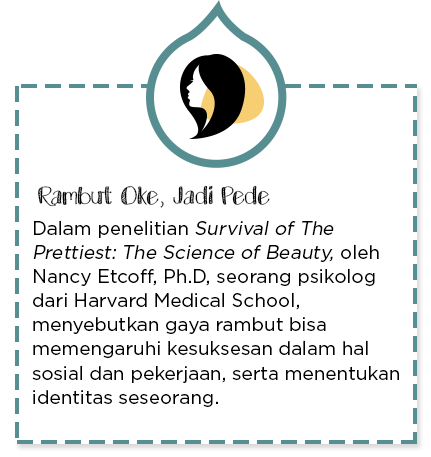 Rambut Oke, Jadi Pede
Dalam penelitian Survival of The
Prettiest: The Science of Beauty, oleh
Nancy Etcoff, Ph.D, seorang psikolog
dari Harvard Medical School,
menyebutkan gaya rambut bisa
memengaruhi kesuksesan dalam hal
sosial dan pekerjaan, serta menentukan
identitas seseorang.